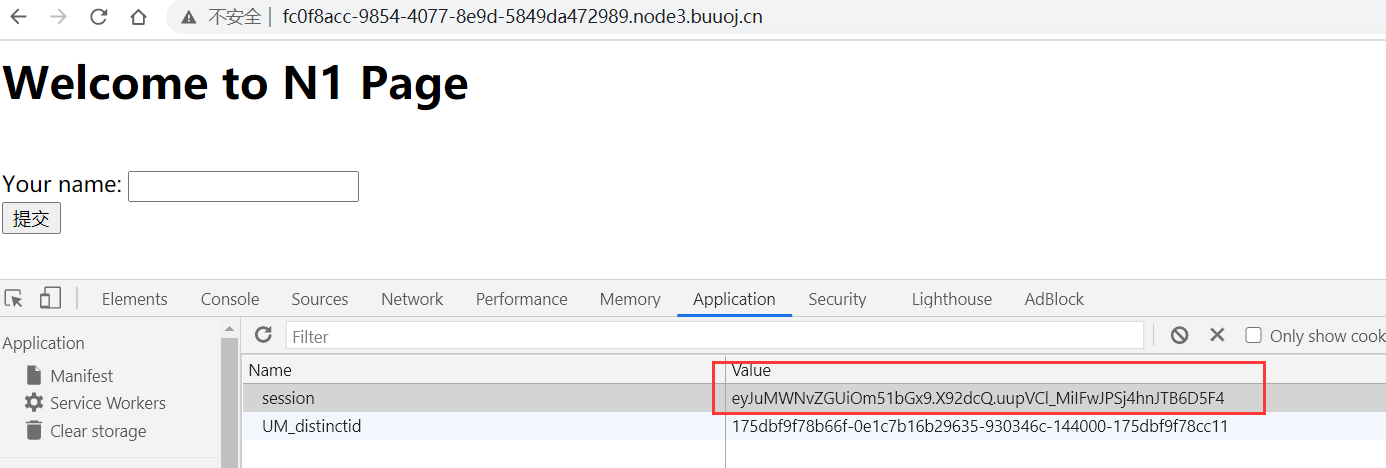 不安全 | fc0f8acc-9854-4077-8e9d-5849da472989.node3.buuoj.cn
Welcome to N1 Page
Your name:
提交
Elements Console Sources Network Performance Memory Application Security Lighthouse AdBlock
Application
Filter
Only show cook
Manifest
Service Workers
Clear storage
Name Value
session eyJuMWNvZGUiOm51bGx9.X92dcQ.uupVCl_MiIFwJPSj4hnJTB6D5F4
UM_distinctid 175dbf9f78b66f-0e1c7b16b29635-930346c-144000-175dbf9f78cc11